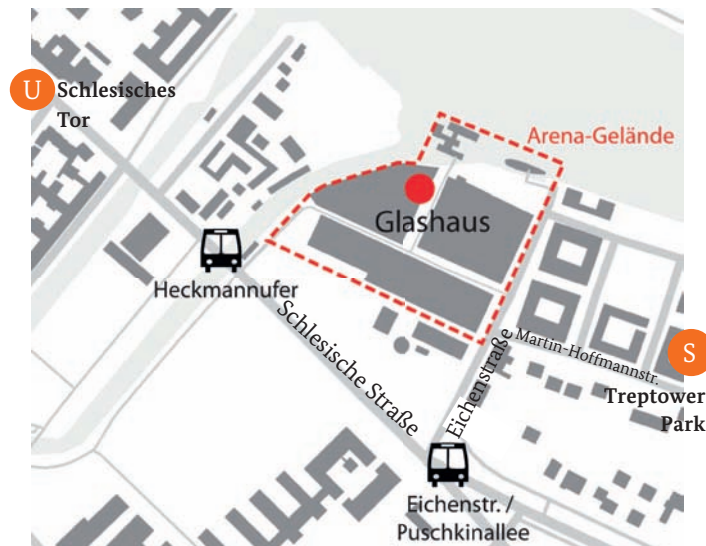 U Schlesisches
Tor
Arena-Gelände
Glashaus
Heckmannufer
Schlesische Straße
Eichenstraße
Martin-Hoffmannstr.
S
Treptower
Park
Eichenstr. /
Puschkinallee